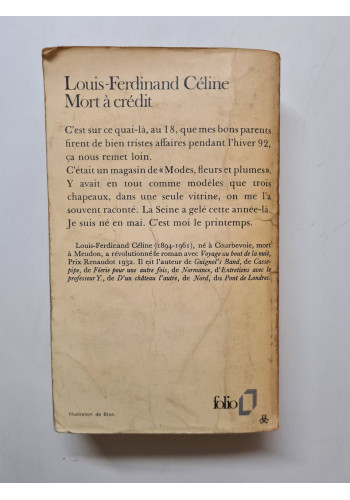 Louis-Ferdinand Céline
Mort à crédit
C'est sur ce quai-là, au 18, que mes bons parents
firent de bien tristes affaires pendant l'hiver 92,
ça nous remet loin.
C'était un magasin de «Modes, fleurs et plumes».
Y avait en tout comme modèles que trois
chapeaux, dans une seule vitrine, on me l'a
souvent raconté. La Seine a gelé cette année-là.
Je suis né en mai. C'est moi le printemps.
Louis-Ferdinand Céline (1894-1961), né à Courbevoie, mort
à Meudon, a révolutionné le roman avec Voyage au bout de la nuit,
Prix Renaudot 1932. Il est l'auteur de Guignol's Band, de Casse-
pipe, de Féerie pour une autre fois, de Normance, d'Entretiens avec le
professeur Y., de D'un château l'autre, de Nord, du Pont de Londres.
folio
Illustration de Bilal.